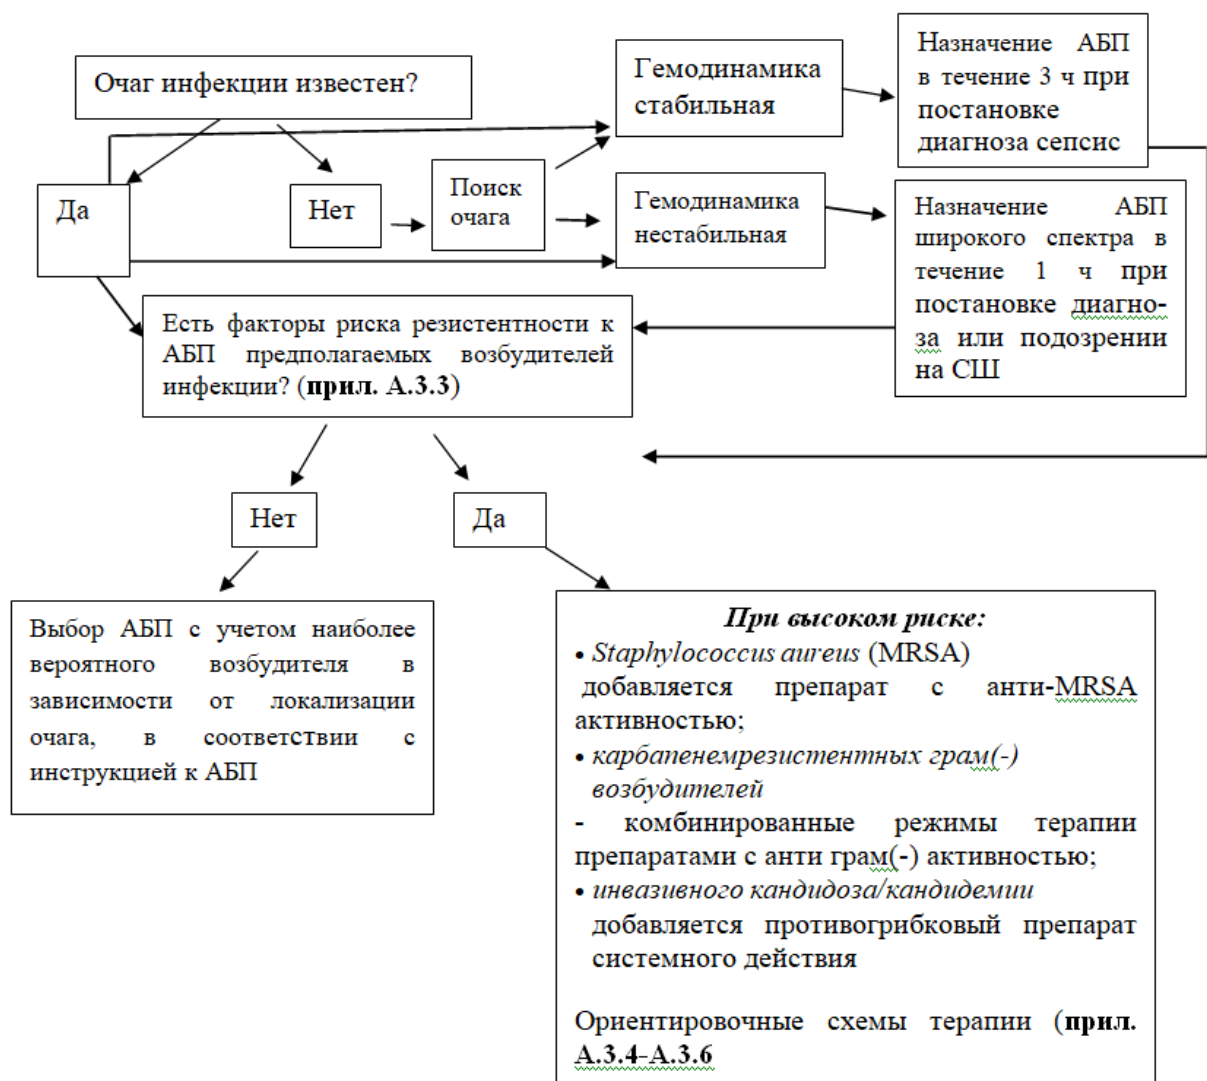 Очаг инфекции известен?
Гемодинамика
стабильная
Назначение АБП
в течение 3 ч при
постановке
диагноза сепсис
Да
Нет
Поиск
очага
Гемодинамика
нестабильная
Назначение АБП
широкого спектра в
течение 1 ч при
постановке диагно-
за или подозрении
на СШ
Есть факторы риска резистентности к
АБП предполагаемых возбудителей
инфекции? (прил. А.3.3)
Нет
Да
Выбор АБП с учетом наиболее
вероятного возбудителя в
зависимости от локализации
очага, в соответствии с
инструкцией к АБП
При высоком риске:
• Staphylococcus aureus (MRSA)
добавляется препарат с анти-MRSA
активностью;
• карбапенемрезистентных грам(-)
возбудителей
- комбинированные режимы терапии
препаратами с анти грам(-) активностью;
• инвазивного кандидоза/кандидемии
добавляется противогрибковый препарат
системного действия
Ориентировочные схемы терапии (прил.
А.3.4-А.3.6